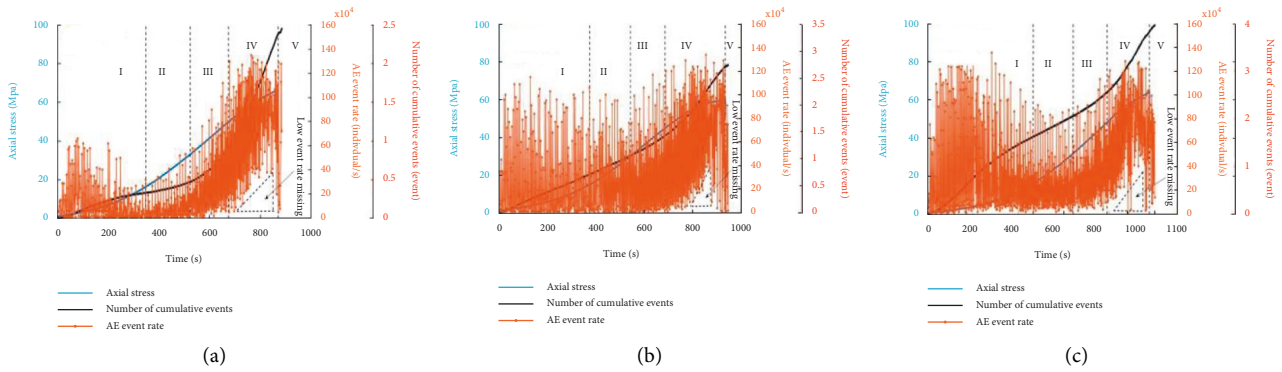 100
80
60
40
20
0
Axial stress (Mpa)
I
II
III
IV
V
Low event rate missing
×10⁴
160
140
120
100
80
60
40
20
0
AE event rate (individual/s)
2.5
2.0
1.5
1.0
0.5
0.0
Number of cumulative events (event)
0 200 400 600 800 1000
Time (s)
Axial stress
Number of cumulative events
AE event rate
(a)
100
80
60
40
20
0
Axial stress (Mpa)
I
II
III
IV
V
Low event rate missing
×10⁴
160
140
120
100
80
60
40
20
0
AE event rate (indivdual/s)
3.5
3
2.5
2
1.5
1
0.5
0
Number of cumulative events (event)
0 100 200 300 400 500 600 700 800 900 1000
Time (s)
Axial stress
Number of cumulative events
AE event rate
(b)
100
80
60
40
20
0
Axial stress (Mpa)
I
II
III
IV
V
Low event rate missing
×10⁴
160
140
120
100
80
60
40
20
0
AE event rate (individual/s)
4
3
2
1
0
Number of cumulative events (event)
0 200 400 600 800 1000 1100
Time (s)
Axial stress
Number of cumulative events
AE event rate
(c)